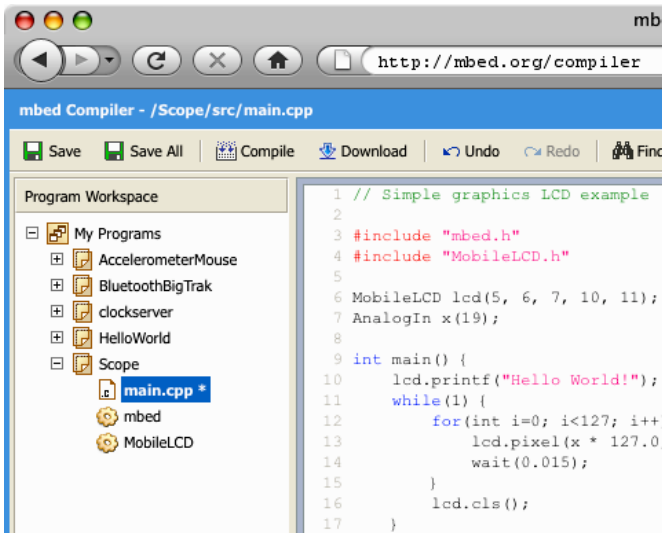 mb
http://mbed.org/compiler
mbed Compiler - /Scope/src/main.cpp
Save Save All Compile Download Undo Redo Find
Program Workspace
My Programs
AccelerometerMouse
BluetoothBigTrak
clockserver
HelloWorld
Scope
main.cpp *
mbed
MobileLCD
1 // Simple graphics LCD example
2
3 #include "mbed.h"
4 #include "MobileLCD.h"
5
6 MobileLCD lcd(5, 6, 7, 10, 11);
7 AnalogIn x(19);
8
9 int main() {
10 lcd.printf("Hello World!");
11 while(1) {
12 for(int i=0; i<127; i++)
13 lcd.pixel(x * 127.0
14 wait(0.015);
15 }
16 lcd.cls();
17 }